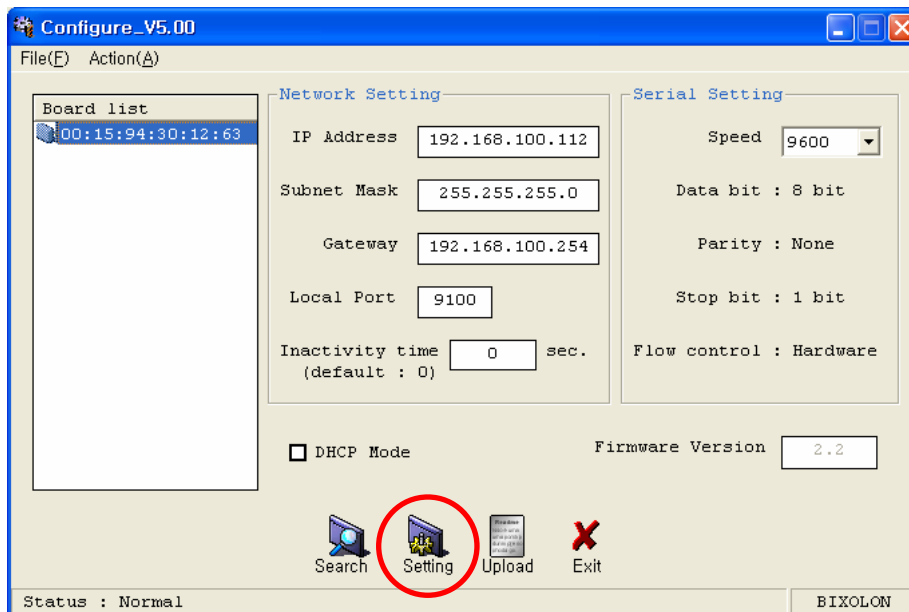 Configure_V5.00
File(F) Action(A)
Board list
00:15:94:30:12:63
Network Setting
IP Address 192.168.100.112
Subnet Mask 255.255.255.0
Gateway 192.168.100.254
Local Port 9100
Inactivity time 0 sec.
(default : 0)
Serial Setting
Speed 9600
Data bit : 8 bit
Parity : None
Stop bit : 1 bit
Flow control : Hardware
DHCP Mode
Firmware Version 2.2
Search Setting Upload Exit
Status : Normal BIXOLON